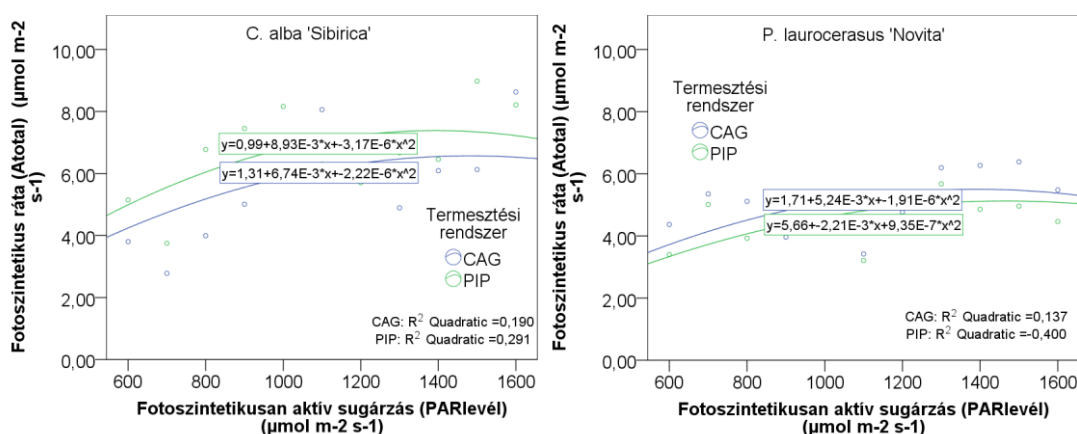 C. alba 'Sibirica'
Fotoszintetikus ráta (Atotal) (µmol m-2
s-1)
10,00
8,00
6,00
4,00
2,00
0,00
y=0,99+8,93E-3*x+-3,17E-6*x^2
y=1,31+6,74E-3*x+-2,22E-6*x^2
Termesztési
rendszer
CAG
PIP
CAG: R2 Quadratic =0,190
PIP: R2 Quadratic =0,291
600 800 1000 1200 1400 1600
Fotoszintetikusan aktív sugárzás (PARlevél)
(µmol m-2 s-1)
P. laurocerasus 'Novita'
Fotoszintetikus ráta (Atotal) (µmol m-2
s-1)
10,00
8,00
6,00
4,00
2,00
0,00
Termesztési
rendszer
CAG
PIP
y=1,71+5,24E-3*x+-1,91E-6*x^2
y=5,66+-2,21E-3*x+9,35E-7*x^2
CAG: R2 Quadratic =0,137
PIP: R2 Quadratic=-0,400
600 800 1000 1200 1400 1600
Fotoszintetikusan aktív sugárzás (PARlevél)
(µmol m-2 s-1)